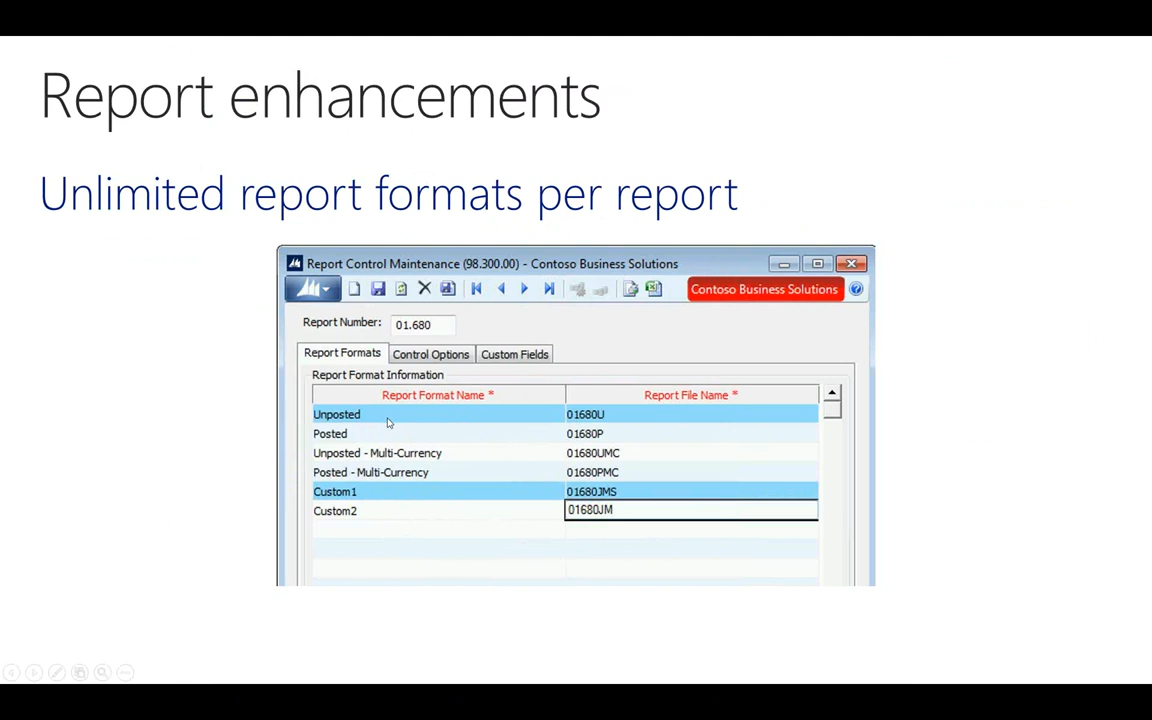 Report enhancements
Unlimited report formats per report
Report Control Maintenance (98.300.00) - Contoso Business Solutions
Contoso Business Solutions
Report Number: 01.680
Report Formats Control Options Custom Fields
Report Format Information
Report Format Name * Report File Name *
Unposted 01680U
Posted 01680P
Unposted - Multi-Currency 01680UMC
Posted - Multi-Currency 01680PMC
Custom1 01680JMS
Custom2 01680JM